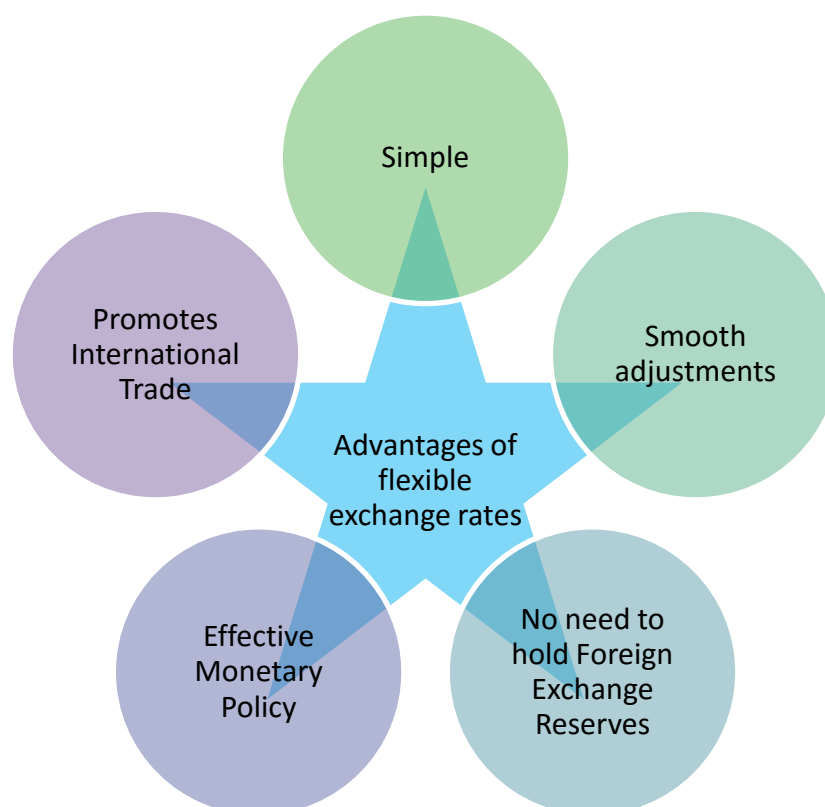 Simple
Promotes
International
Trade
Smooth
adjustments
Advantages of
flexible
exchange rates
Effective
Monetary
Policy
No need to
hold Foreign
Exchange
Reserves